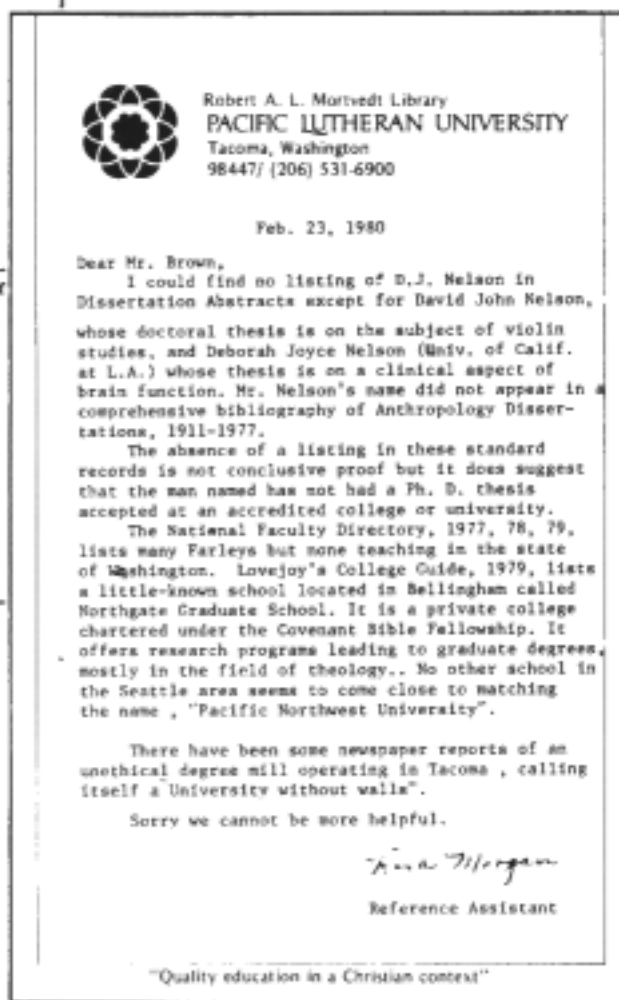 Robert A. L. Mortvedt Library
PACIFIC LUTHERAN UNIVERSITY
Tacoma, Washington
98447/ (206) 531-6900
Feb. 23, 1980
Dear Mr. Brown,
I could find no listing of D.J. Nelson in
Dissertation Abstracts except for David John Nelson,
whose doctoral thesis is on the subject of violin
studies, and Deborah Joyce Nelson (Univ. of Calif.
at L.A.) whose thesis is on a clinical aspect of
brain function. Mr. Nelson's name did not appear in a
comprehensive bibliography of Anthropology Disser-
tations, 1911-1977.
The absence of a listing in these standard
records is not conclusive proof but it does suggest
that the man named has not had a Ph. D. thesis
accepted at an accredited college or university.
The National Faculty Directory, 1977, 78, 79,
lists many Farleys but none teaching in the state
of Washington. Lovejoy's College Guide, 1979, lists
a little-known school located in Bellingham called
Northgate Graduate School. It is a private college
chartered under the Covenant Bible Fellowship. It
offers research programs leading to graduate degrees,
mostly in the field of theology.. No other school in
the Seattle area seems to come close to matching
the name , "Pacific Northwest University".
There have been some newspaper reports of an
unethical degree mill operating in Tacoma , calling
itself a University without walls".
Sorry we cannot be more helpful.
Morgan
Reference Assistant
"Quality education in a Christian context"